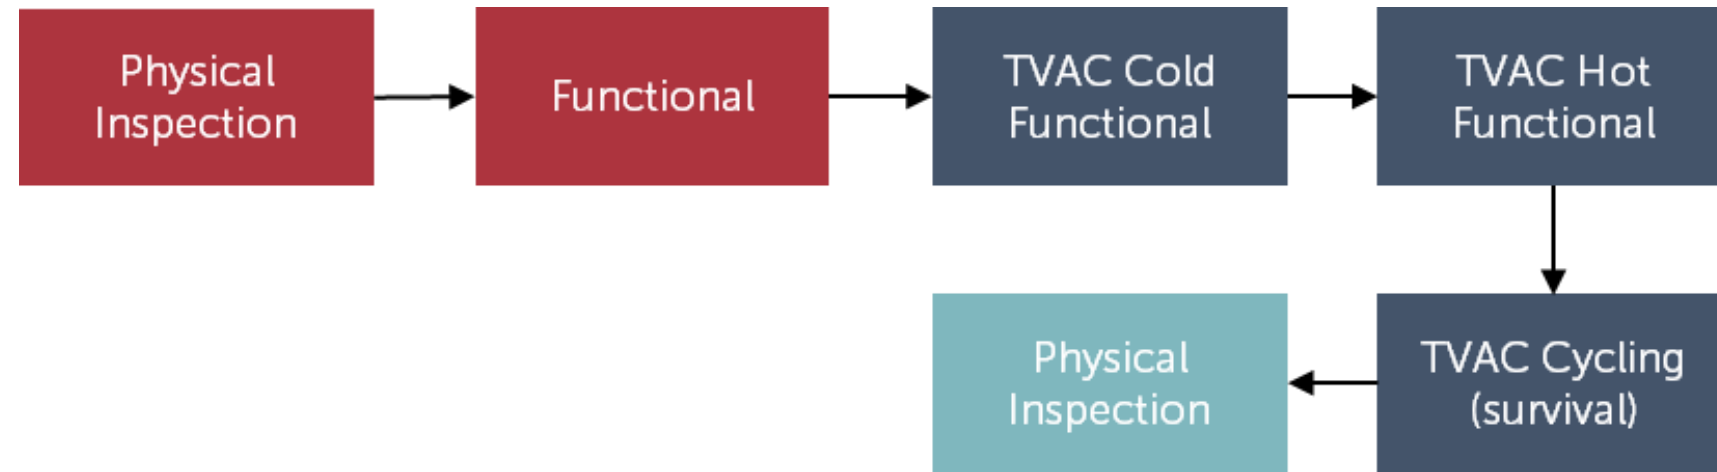 Physical
Inspection
Functional
TVAC Cold
Functional
TVAC Hot
Functional
TVAC Cycling
(survival)
Physical
Inspection